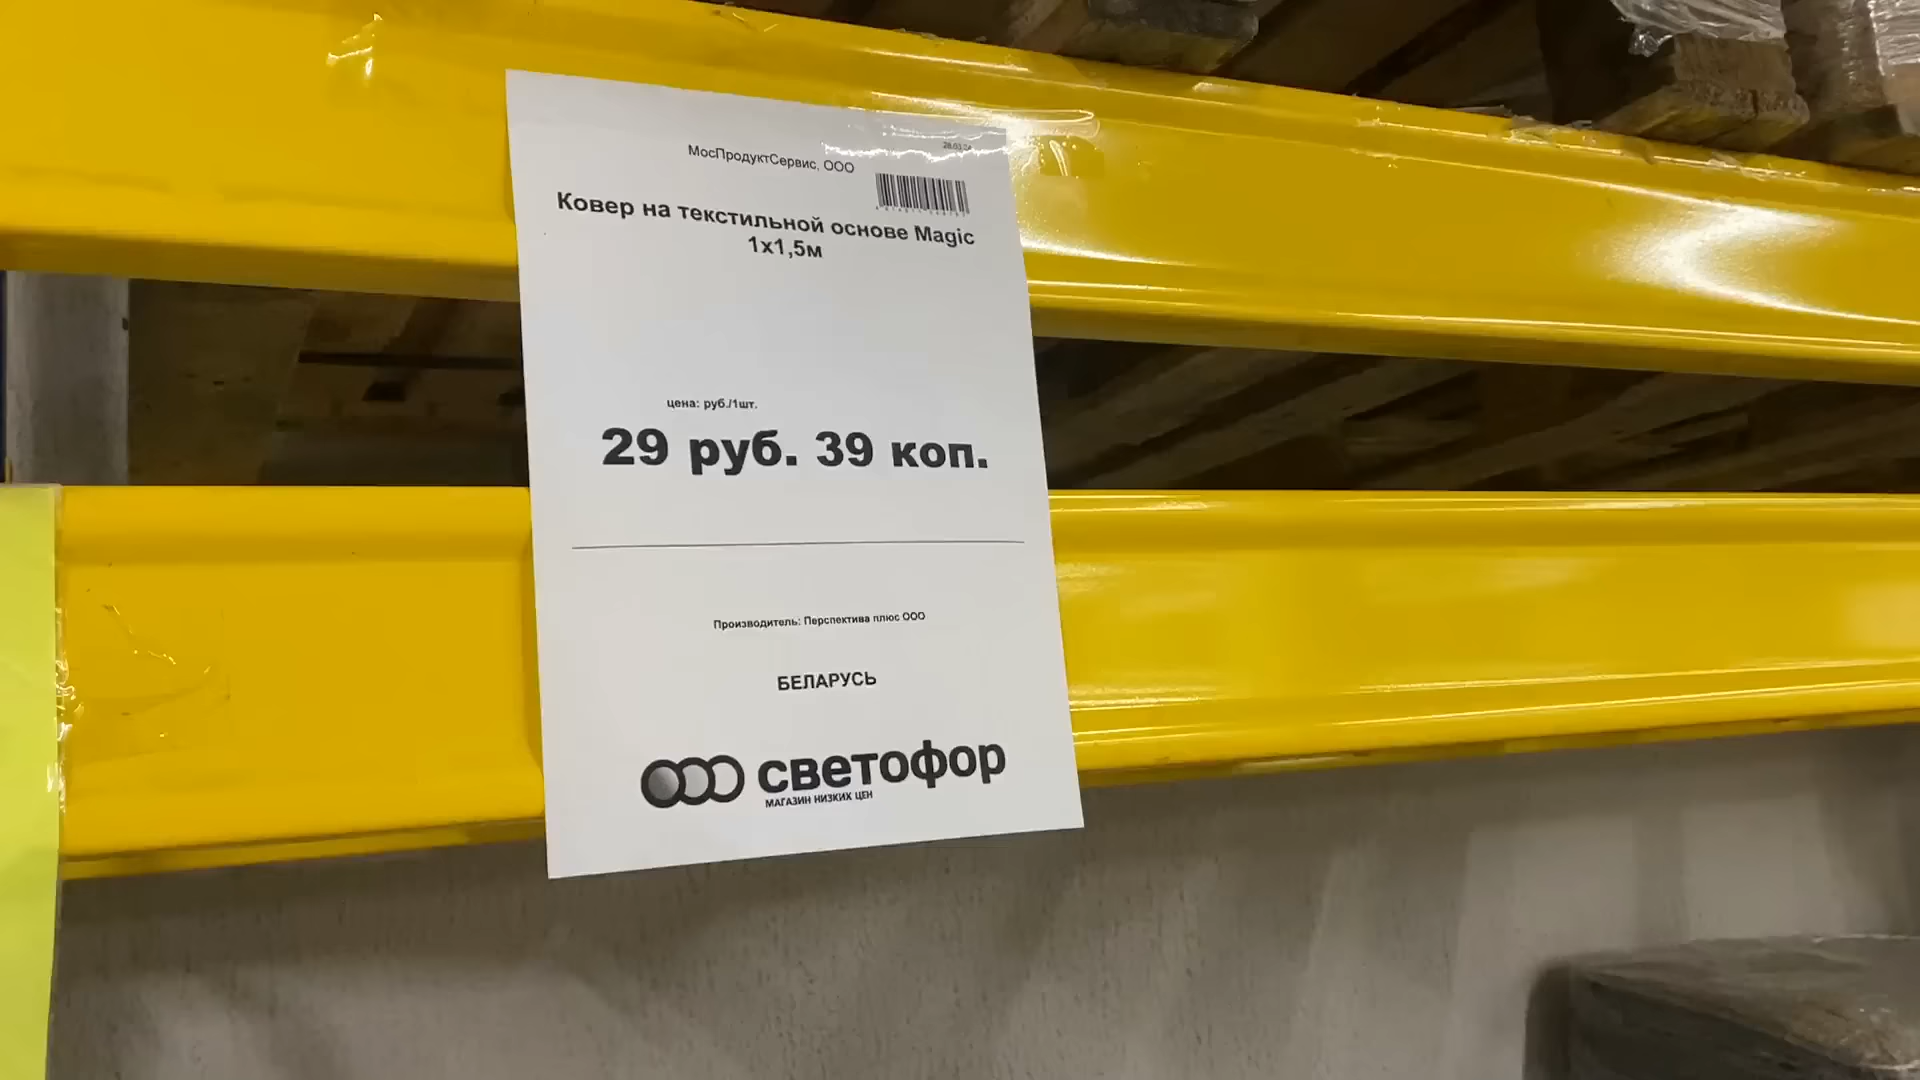 МосПродуктСервис, ООО
Ковер на текстильной основе Magic
1х1,5м
цена: руб./1шт.
29 руб. 39 коп.
Производитель: Перспектива плюс ООО
БЕЛАРУСЬ
светофор
МАГАЗИН НИЗКИХ ЦЕН